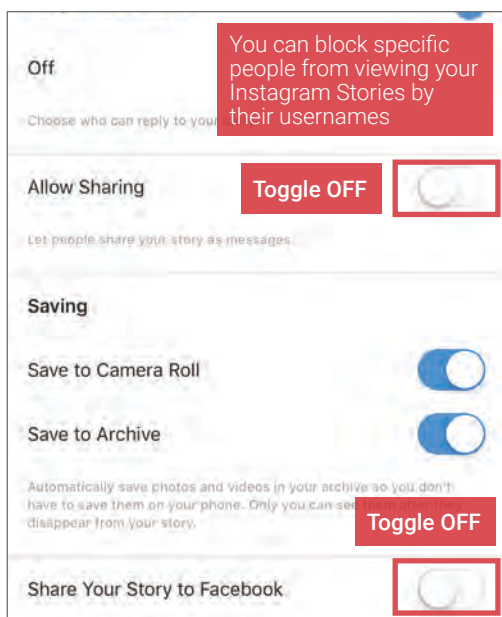 You can block specific
people from viewing your
Instagram Stories by
their usernames
Off
Choose who can reply to your
Allow Sharing
Toggle OFF
Let people share your story as messages
Saving
Save to Camera Roll
Save to Archive
Automatically save photos and videos in your archive so you don't
have to save them on your phone. Only you can see them after they
disappear from your story.
Toggle OFF
Share Your Story to Facebook